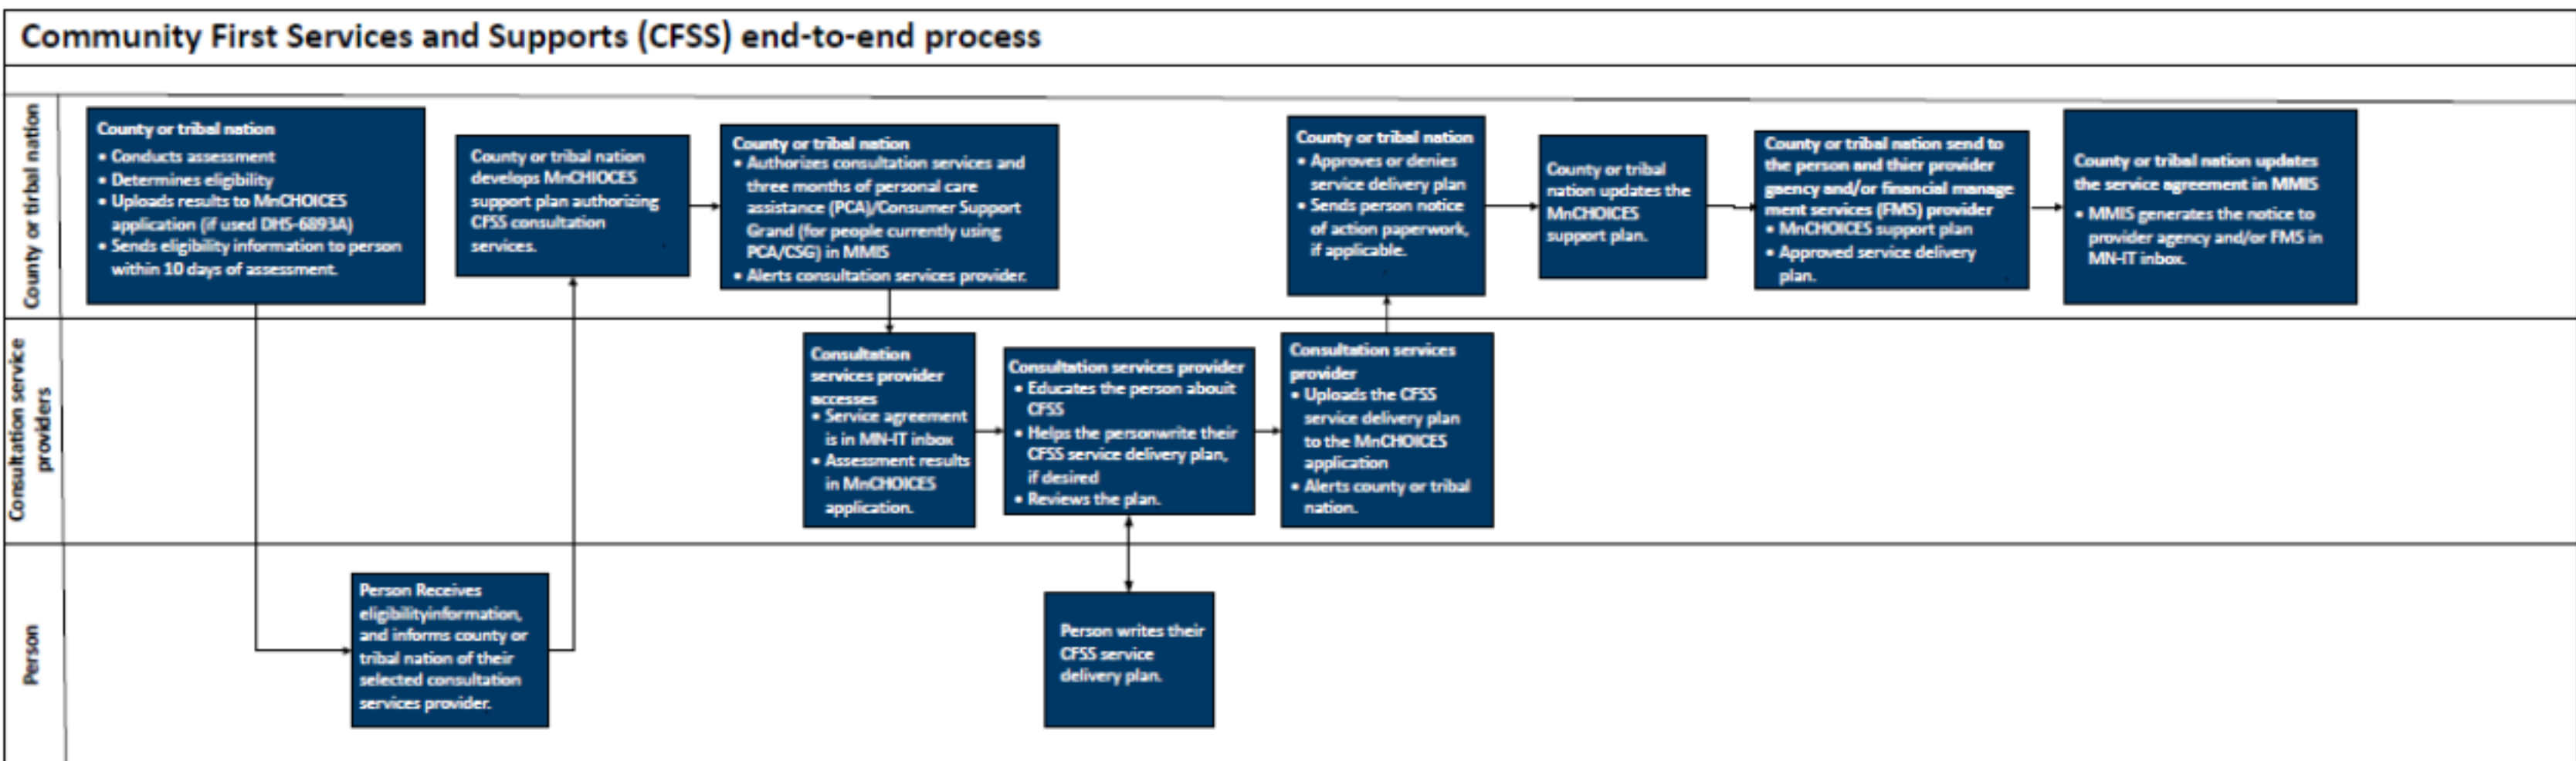 Community First Services and Supports (CFSS) end-to-end process
County or tirbal nation
County or tribal nation
• Conducts assessment
• Determines eligibility
• Uploads results to MnCHOICES
application (if used DHS-6893A)
• Sends eligibility information to person
within 10 days of assessment.
County or tribal nation
develops MnCHIOCES
support plan authorizing
CFSS consultation
services.
County or tribal nation
• Authorizes consultation services and
three months of personal care
assistance (PCA)/Consumer Support
Grand (for people currently using
PCA/CSG) in MMIS
• Alerts consultation services provider.
County or tribal nation
• Approves or denies
service delivery plan
• Sends person notice
of action paperwork,
if applicable.
County or tribal
nation updates the
MnCHOICES
support plan.
County or tribal nation send to
the person and thier provider
gaency and/or financial manage
ment services (FMS) provider
• MnCHOICES support plan
• Approved service delivery
plan.
County or tribal nation updates
the service agreement in MMIS
• MMIS generates the notice to
provider agency and/or FMS in
MN-IT inbox.
Consultation service
providers
Consultation
services provider
accesses
• Service agreement
is in MN-IT inbox
• Assessment results
in MnCHOICES
application.
Consultation services provider
• Educates the person abouit
CFSS
• Helps the personwrite their
CFSS service delivery plan,
if desired
• Reviews the plan.
Consultation services
provider
• Uploads the CFSS
service delivery plan
to the MnCHOICES
application
• Alerts county or tribal
nation.
Person
Person Receives
eligibilityinformation,
and informs county or
tribal nation of their
selected consultation
services provider.
Person writes their
CFSS service
delivery plan.